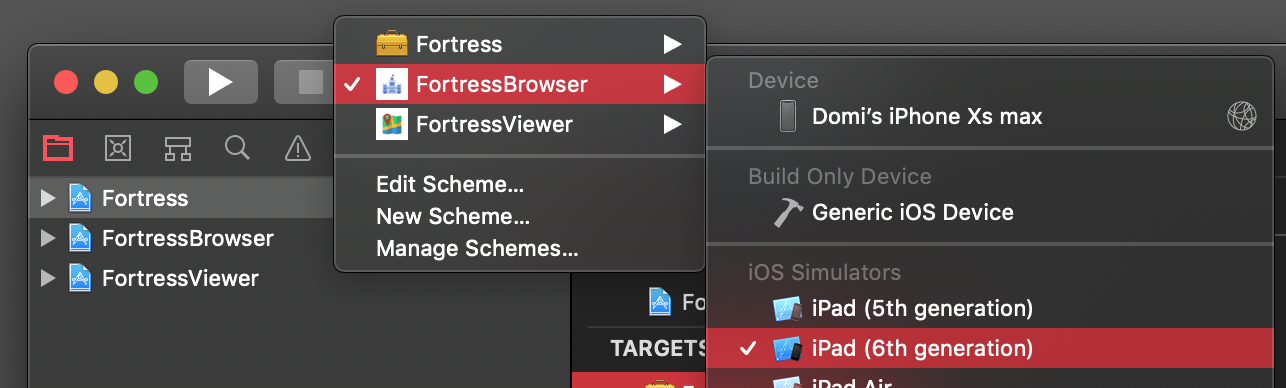 Fortress
FortressBrowser
FortressViewer
Edit Scheme...
New Scheme...
Manage Schemes...
Device
Domi's iPhone Xs max
Build Only Device
Generic iOS Device
iOS Simulators
iPad (5th generation)
iPad (6th generation)
iPad Air
Fortress
FortressBrowser
FortressViewer
Fo
TARGETS